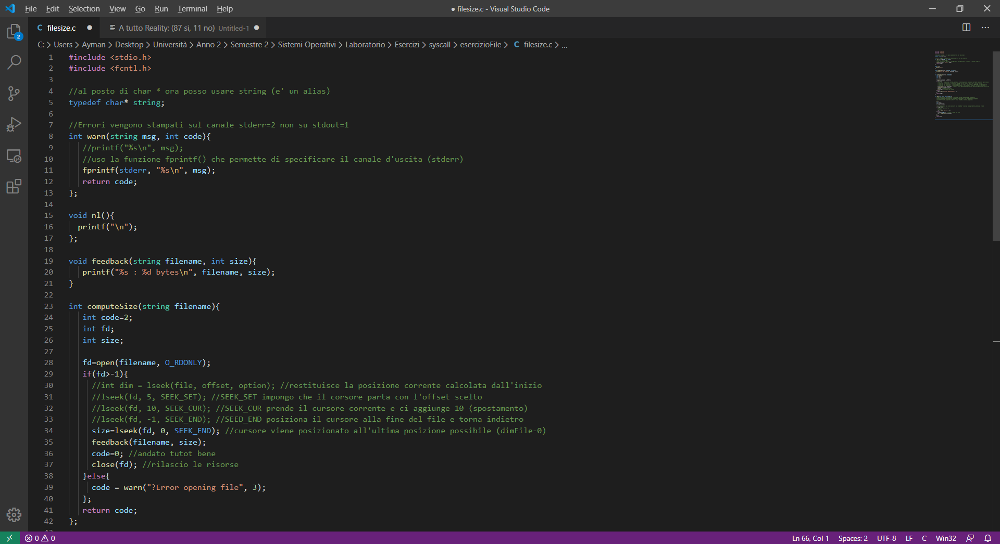 File Edit Selection View Go Run Terminal Help
● filesize.c - Visual Studio Code
C filesize.c ●
A tutto Reality: (87 si, 11 no) Untitled-1 ●
C: > Users > Ayman > Desktop > Università > Anno 2 > Semestre 2 > Sistemi Operativi > Laboratorio > Esercizi > syscall > esercizioFile > C filesize.c > ...
1 #include <stdio.h>
2 #include <fcntl.h>
3
4 //al posto di char * ora posso usare string (e' un alias)
5 typedef char* string;
6
7 //Errori vengono stampati sul canale stderr=2 non su stdout=1
8 int warn(string msg, int code){
9 //printf("%s\n", msg);
10 //uso la funzione fprintf() che permette di specificare il canale d'uscita (stderr)
11 fprintf(stderr, "%s\n", msg);
12 return code;
13 };
14
15 void nl(){
16 printf("\n");
17 };
18
19 void feedback(string filename, int size){
20 printf("%s : %d bytes\n", filename, size);
21 }
22
23 int computeSize(string filename){
24 int code=2;
25 int fd;
26 int size;
27
28 fd=open(filename, O_RDONLY);
29 if(fd>-1){
30 //int dim = lseek(file, offset, option); //restituisce la posizione corrente calcolata dall'inizio
31 //lseek(fd, 5, SEEK_SET); //SEEK_SET impongo che il corsore parta con l'offset scelto
32 //lseek(fd, 10, SEEK_CUR); //SEEK_CUR prende il cursore corrente e ci aggiunge 10 (spostamento)
33 //lseek(fd, -1, SEEK_END); //SEED_END posiziona il cursore alla fine del file e torna indietro
34 size=lseek(fd, 0, SEEK_END); //cursore viene posizionato all'ultima posizione possibile (dimFile-0)
35 feedback(filename, size);
36 code=0; //andato tutot bene
37 close(fd); //rilascio le risorse
38 }else{
39 code = warn("?Error opening file", 3);
40 };
41 return code;
42 };
2
0 0
Ln 66, Col 1 Spaces: 2 UTF-8 LF C Win32